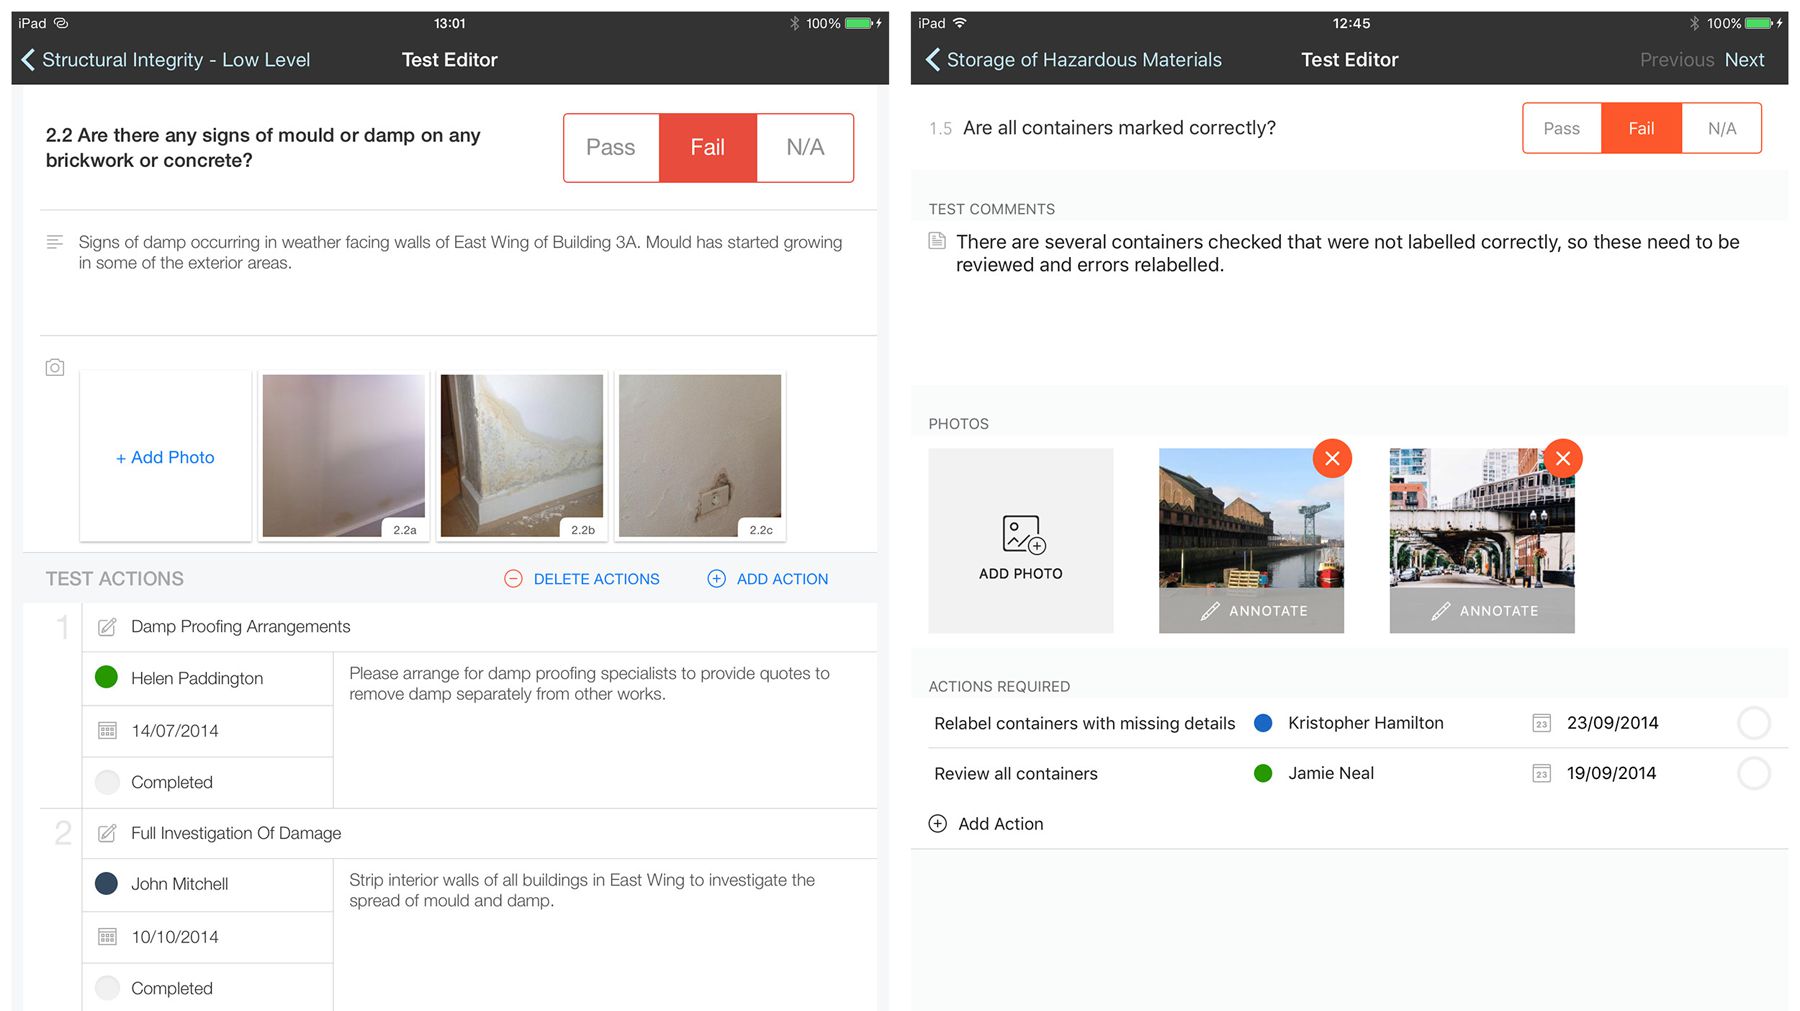 iPad 13:01 100%
Structural Integrity - Low Level Test Editor
2.2 Are there any signs of mould or damp on any
brickwork or concrete?
Pass Fail N/A
Signs of damp occurring in weather facing walls of East Wing of Building 3A. Mould has started growing
in some of the exterior areas.
+ Add Photo
2.2a 2.2b 2.2c
TEST ACTIONS DELETE ACTIONS ADD ACTION
1 Damp Proofing Arrangements
Helen Paddington
14/07/2014
Completed
Please arrange for damp proofing specialists to provide quotes to
remove damp separately from other works.
2 Full Investigation Of Damage
John Mitchell
10/10/2014
Completed
Strip interior walls of all buildings in East Wing to investigate the
spread of mould and damp.
iPad 12:45 100%
Storage of Hazardous Materials Test Editor Previous Next
1.5 Are all containers marked correctly?
Pass Fail N/A
TEST COMMENTS
There are several containers checked that were not labelled correctly, so these need to be
reviewed and errors relabelled.
PHOTOS
ADD PHOTO
ANNOTATE ANNOTATE
ACTIONS REQUIRED
Relabel containers with missing details Kristopher Hamilton 23 23/09/2014
Review all containers Jamie Neal 23 19/09/2014
Add Action